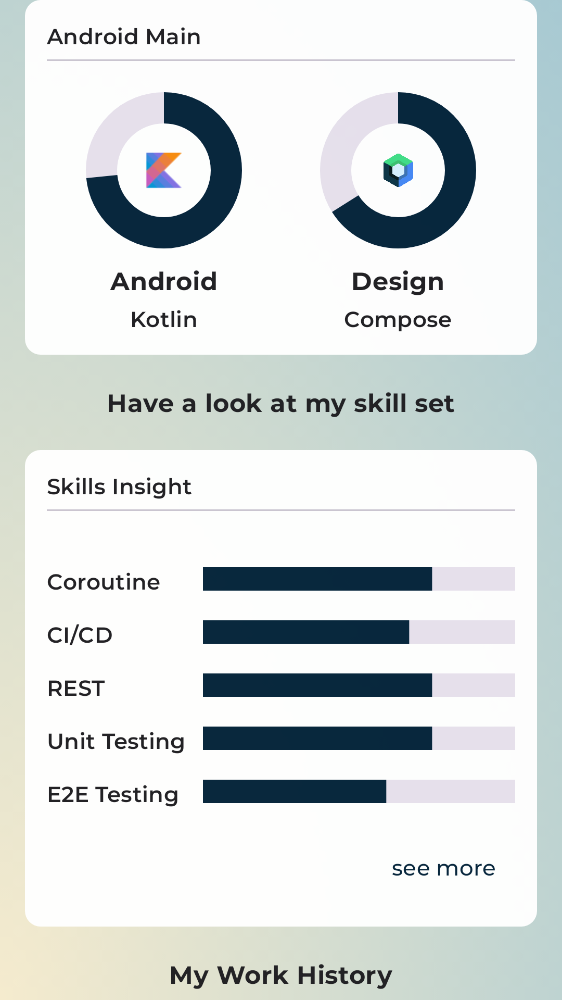 Android Main
Android
Design
Kotlin
Compose
Have a look at my skill set
Skills Insight
Coroutine
CI/CD
REST
Unit Testing
E2E Testing
see more
My Work History